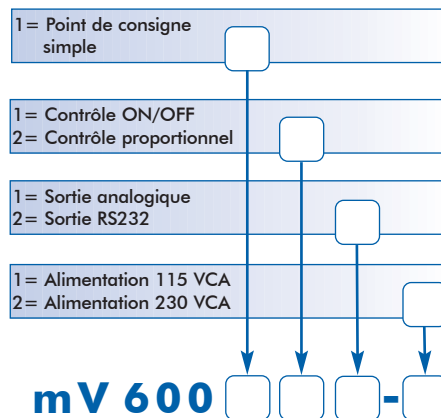 1= Point de consigne
simple
1= Contrôle ON/OFF
2= Contrôle proportionnel
1= Sortie analogique
2= Sortie RS232
1= Alimentation 115 VCA
2= Alimentation 230 VCA
mV 600 -